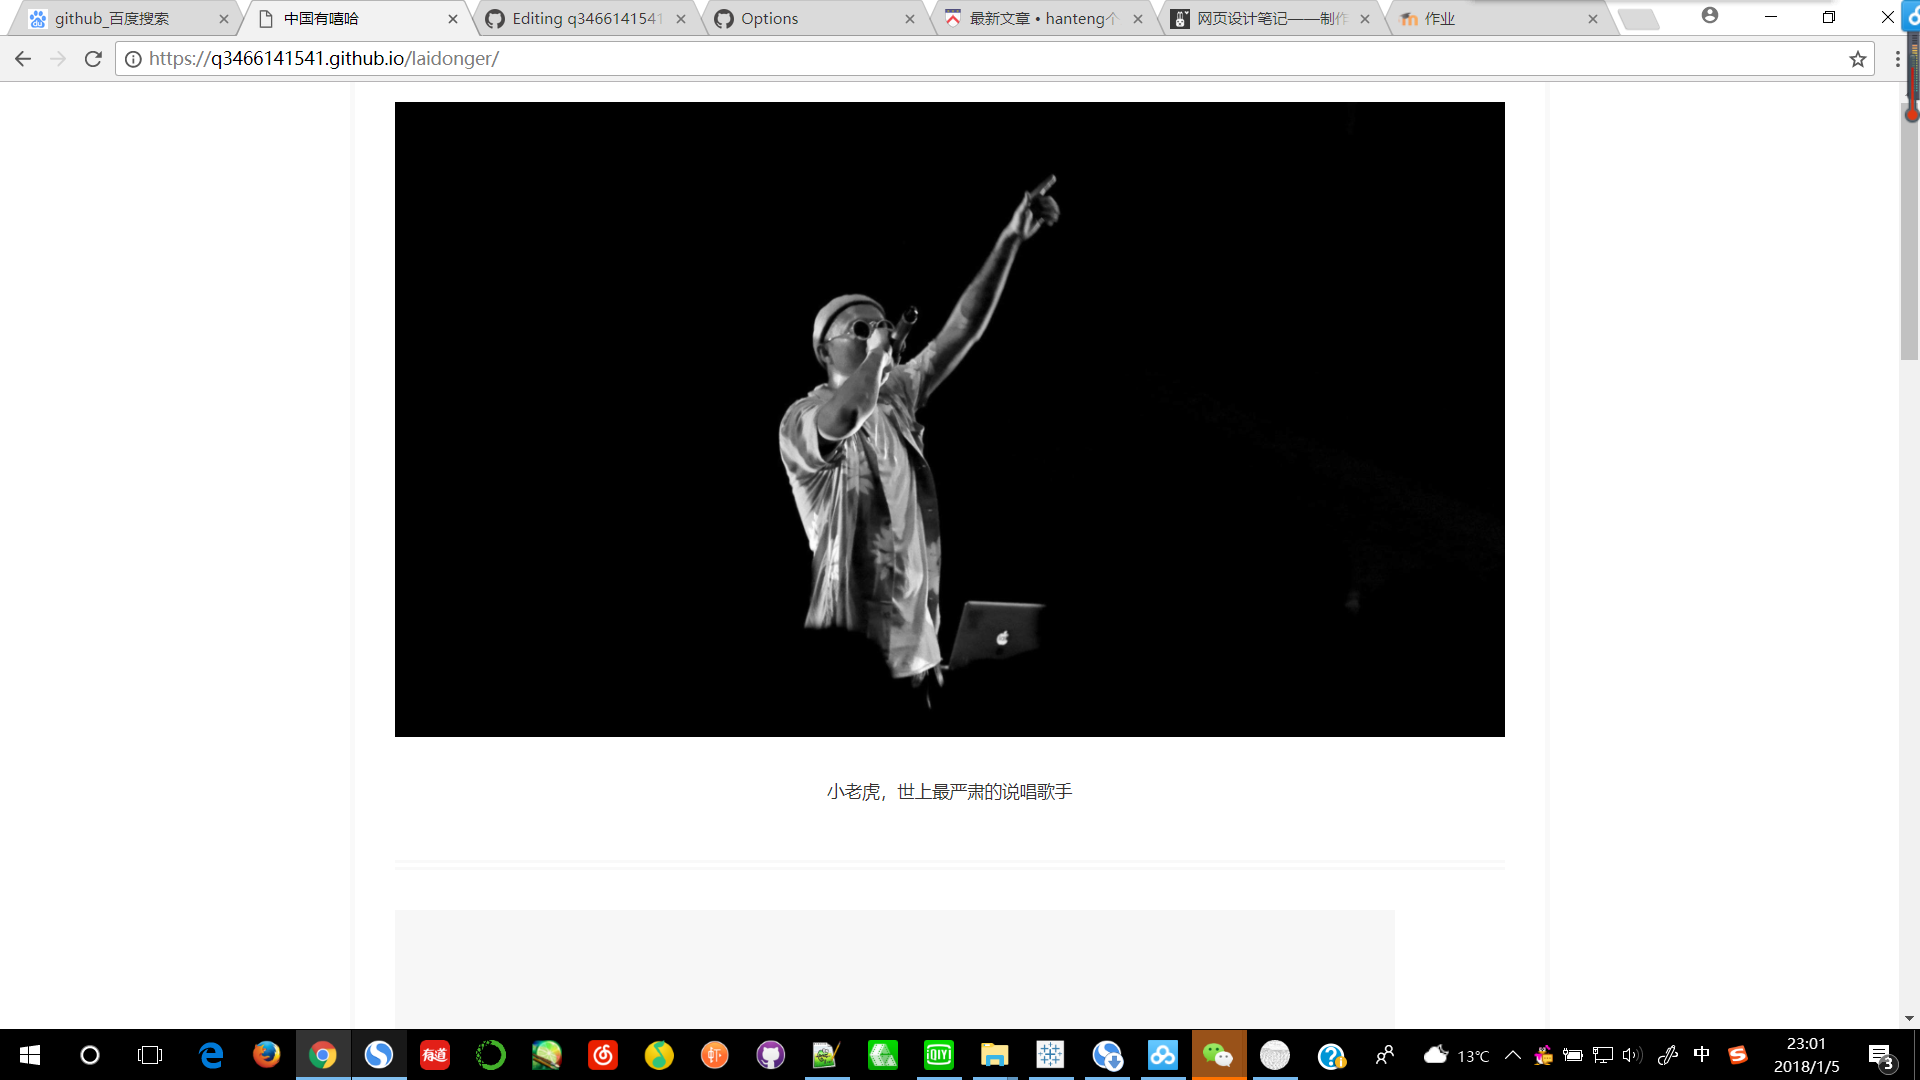 github_百度搜索
中国有嘻哈
Editing q3466141541
Options
最新文章 • hanteng个
网页设计笔记——制作
作业
https://q3466141541.github.io/laidonger/
小老虎，世上最严肃的说唱歌手
有道
QIY
13°C
中
23:01
2018/1/5
3